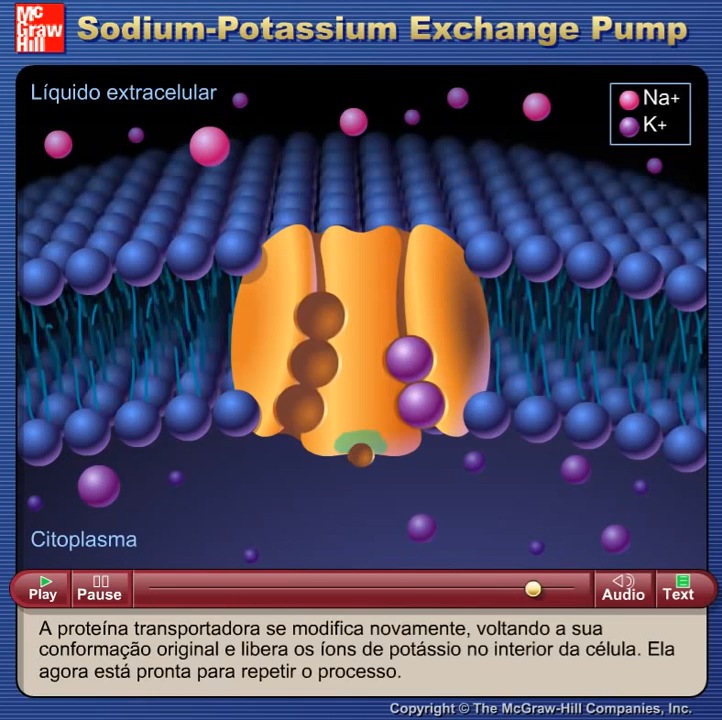 Mc
Graw
Hill
Sodium-Potassium Exchange Pump
Líquido extracelular
Na+
K+
Citoplasma
Play
Pause
Audio
Text
A proteína transportadora se modifica novamente, voltando a sua
conformação original e libera os íons de potássio no interior da célula. Ela
agora está pronta para repetir o processo.
Copyright © The McGraw-Hill Companies, Inc.